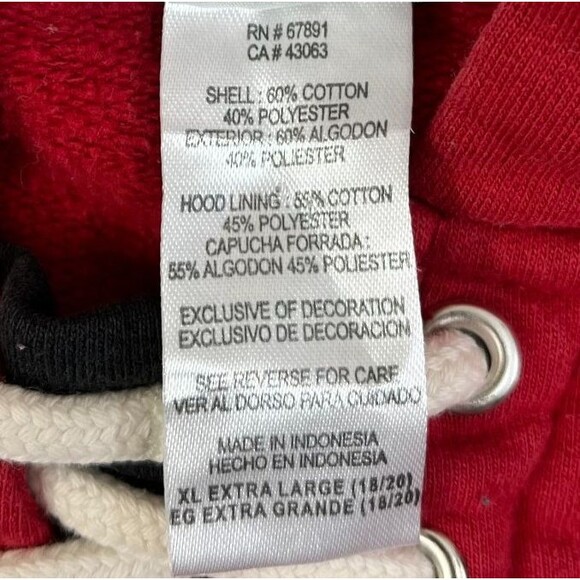 RN # 67891
CA # 43063
SHELL : 60% COTTON
40% POLYESTER
EXTERIOR : 60% ALGODON
40% POLIESTER
HOOD LINING : 55% COTTON
45% POLYESTER
CAPUCHA FORRADA :
55% ALGODON 45% POLIESTER
EXCLUSIVE OF DECORATION
EXCLUSIVO DE DECORACION
SEE REVERSE FOR CARE
VER AL DORSO PARA CUIDADO
MADE IN INDONESIA
HECHO EN INDONESIA
XL EXTRA LARGE (18/20)
EG EXTRA GRANDE (18/20)